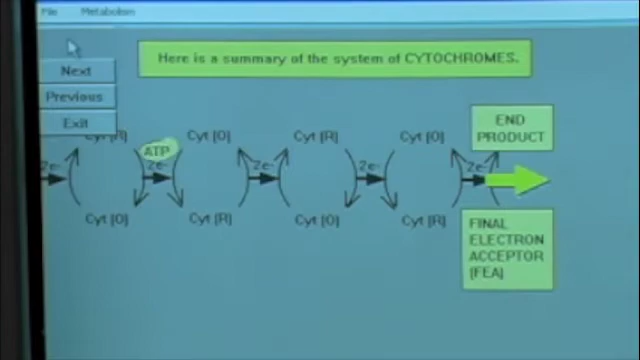 File Metabolism
Here is a summary of the system of CYTOCHROMES.
Next
Previous
Exit
END
PRODUCT
Cyt [R] Cyt [O] Cyt [R] Cyt [O]
ATP
2e- 2e- 2e- 2e- 2e-
Cyt [O] Cyt [R] Cyt [O] Cyt [R]
FINAL
ELECTRON
ACCEPTOR
[FEA]